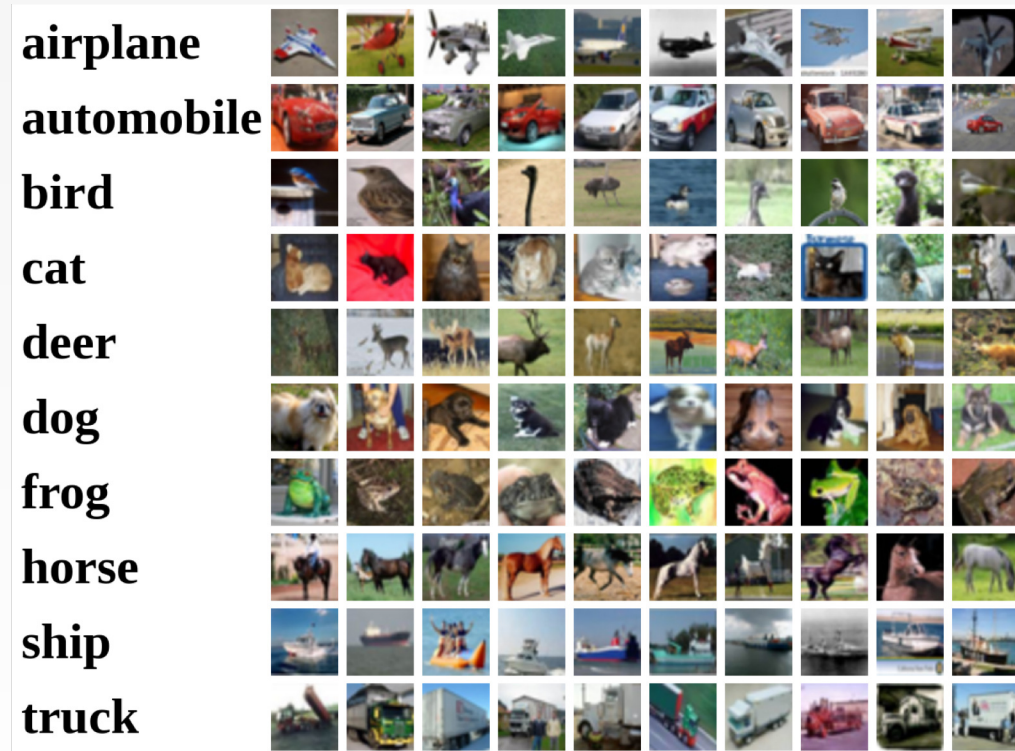 airplane
automobile
bird
cat
deer
dog
frog
horse
ship
truck